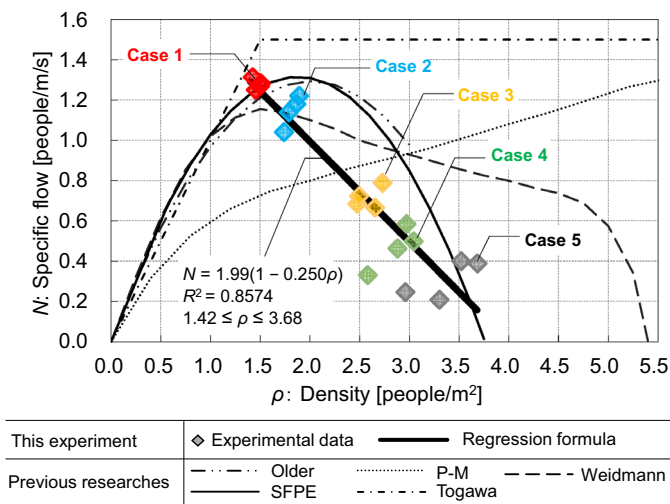 N: Specific flow [people/m/s]
1.6
1.4
1.2
1.0
0.8
0.6
0.4
0.2
0.0
Case 1
Case 2
Case 3
Case 4
Case 5
N = 1.99(1 − 0.250ρ)
R² = 0.8574
1.42 ≤ ρ ≤ 3.68
0.0 0.5 1.0 1.5 2.0 2.5 3.0 3.5 4.0 4.5 5.0 5.5
ρ: Density [people/m²]
This experiment Experimental data Regression formula
Previous researches Older P-M Weidmann
SFPE Togawa